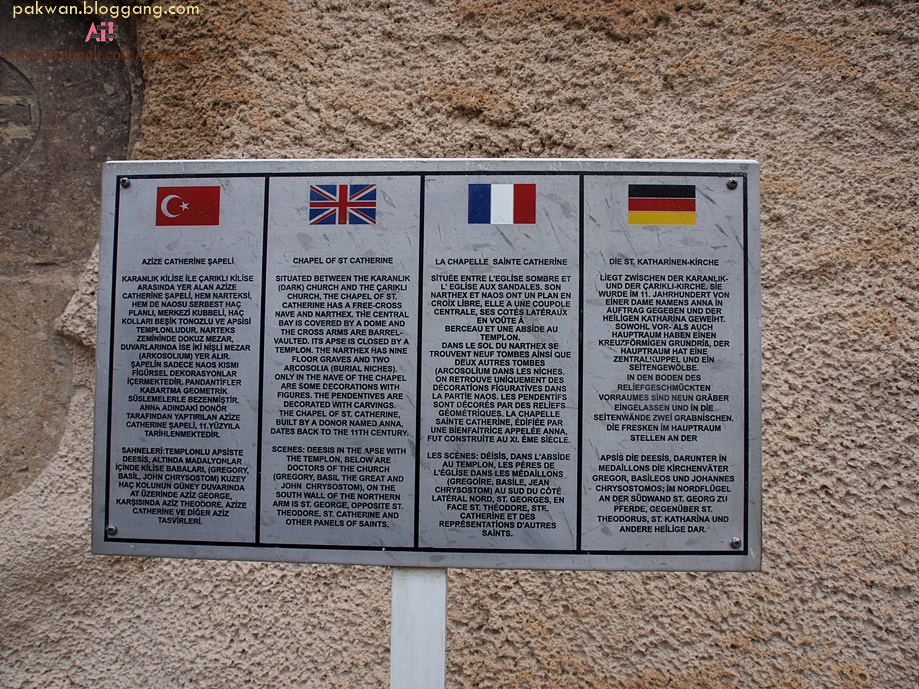 pakwan.bloggang.com
Ai!
AZIZE CATHERINE ŞAPELİ
KARANLIK KİLİSE İLE ÇARIKLI KİLİSE
ARASINDA YER ALAN AZİZE
CATHERINE ŞAPELİ, HEM NARTEKSİ,
HEM DE NAOSU SERBEST HAÇ
PLANLI, MERKEZİ KUBBELİ, HAÇ
KOLLARI BEŞİK TONOZLU VE APSİSİ
TEMPLONLUDUR. NARTEKS
ZEMİNİNDE DOKUZ MEZAR,
DUVARLARINDA İSE İKİ NİŞLİ MEZAR
(ARKOSOLIUM) YER ALIR.
ŞAPELİN SADECE NAOS KISMI
FİGÜRSEL DEKORASYONLAR
İÇERMEKTEDİR. PANDANTİFLER
KABARTMA GEOMETRİK
SÜSLEMELERLE BEZENMİŞTİR.
ANNA ADINDAKİ DONÖR
TARAFINDAN YAPTIRILAN AZİZE
CATHERINE ŞAPELİ, 11.YÜZYILA
TARİHLENMEKTEDİR.
SAHNELERİ:TEMPLONLU APSİSTE
DEESİS, ALTINDA MADALYONLAR
İÇİNDE KİLİSE BABALARI, (GREGORY,
BASİL, JOHN CHRYSOSTOM) KUZEY
HAÇ KOLUNUN GÜNEY DUVARINDA
AT ÜZERİNDE AZİZ GEORGE,
KARŞISINDA AZİZ THEODORE, AZİZE
CATHERINE VE DİĞER AZİZ
TASVİRLERİ.
CHAPEL OF ST CATHERINE
SITUATED BETWEEN THE KARANLIK
(DARK) CHURCH AND THE ÇARIKLI
CHURCH, THE CHAPEL OF ST.
CATHERINE HAS A FREE-CROSS
NAVE AND NARTHEX. THE CENTRAL
BAY IS COVERED BY A DOME AND
THE CROSS ARMS ARE BARREL-
VAULTED. ITS APSE IS CLOSED BY A
TEMPLON. THE NARTHEX HAS NINE
FLOOR GRAVES AND TWO
ARCOSOLIA (BURIAL NICHES).
ONLY IN THE NAVE OF THE CHAPEL
ARE SOME DECORATIONS WITH
FIGURES. THE PENDENTIVES ARE
DECORATED WITH CARVINGS.
THE CHAPEL OF ST. CATHERINE,
BUILT BY A DONOR NAMED ANNA,
DATES BACK TO THE 11TH CENTURY.
SCENES: DEESIS IN THE APSE WITH
THE TEMPLON, BELOW ARE
DOCTORS OF THE CHURCH
(GREGORY, BASIL THE GREAT AND
JOHN CHRYSOSTOM), ON THE
SOUTH WALL OF THE NORTHERN
ARM IS ST. GEORGE, OPPOSITE ST.
THEODORE, ST. CATHERINE AND
OTHER PANELS OF SAINTS.
LA CHAPELLE SAINTE CATHERINE
SITUÉE ENTRE L'EGLISE SOMBRE ET
L' EGLISE AUX SANDALES. SON
NARTHEX ET NAOS ONT UN PLAN EN
CROIX LIBRE, ELLE A UNE COUPOLE
CENTRALE, SES COTÉS LATÉRAUX
EN VOÛTE À
BERCEAU ET UNE ABSIDE AU
TEMPLON.
DANS LE SOL DU NARTHEX SE
TROUVENT NEUF TOMBES AINSI QUE
DEUX AUTRES TOMBES
(ARCOSOLIUM DANS LES NICHES).
ON RETROUVE UNIQUEMENT DES
DÉCORATIONS FIGURATIVES DANS
LA PARTIE NAOS. LES PENDENTIFS
SONT DÉCORÉS PAR DES RELIEFS
GÉOMÉTRIQUES. LA CHAPELLE
SAINTE CATHERINE, ÉDIFIÉE PAR
UNE BIENFAITRICE APPELÉE ANNA,
FUT CONSTRUITE AU XI. ÈME SIÈCLE.
LES SCÈNES: DÉISIS, DANS L'ABSIDE
AU TEMPLON, LES PÈRES DE
L'ÉGLISE DANS LES MÉDAILLONS
(GREGOIRE, BASILE, JEAN
CHRYSOSTOM) AU SUD DU CÔTÉ
LATÉRAL NORD, ST. GEORGES, EN
FACE ST. THÉODORE, STE.
CATHERINE ET DES
REPRÉSENTATIONS D'AUTRES
SAINTS.
DIE ST. KATHARİNEN-KIRCHE
LIEGT ZWISCHEN DER KARANLIK-
UND DER ÇARIKLI-KIRCHE. SIE
WURDE IM 11. JAHRHUNDERT VON
EINER DAME NAMENS ANNA IN
AUFTRAG GEGEBEN UND DER
HEILIGEN KATHARINA GEWEIHT.
SOWOHL VOR- ALS AUCH
HAUPTRAUM HABEN EINEN
KREUZFÖRMIGEN GRUNDRIß, DER
HAUPTRAUM HAT EINE
ZENTRAL!:UPPEL UND EIN
SEITENGEWÖLBE.
IN DEN BODEN DES
RELIEFGESCHMÜCKTEN
VORRAUMES SIND NEUN GRÄBER
EINGELASSEN UND IN DIE
SEITENWÄNDE ZWEİ GRABNISCHEN.
DIE FRESKEN IM HAUPTRAUM
STELLEN AN DER
APSİS DIE DEESIS, DARUNTER IN
MEDAILLONS DIE KIRCHENVÄTER
GREGOR, BASILEOS UND JOHANNES
CHRYSOSTOMOS; İM NORDFLÜGEL
AN DER SÜDWAND ST. GEORG ZU
PFERDE, GEGENÜBER ST.
THEODORUS, ST. KATHARİNA UND
ANDERE HEILIGE DAR.